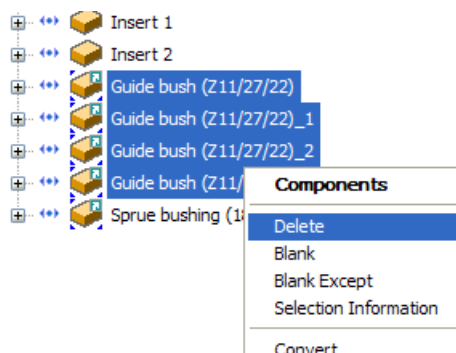 Insert 1
Insert 2
Guide bush (Z11/27/22)
Guide bush (Z11/27/22)_1
Guide bush (Z11/27/22)_2
Guide bush (Z11/
Sprue bushing (1
Components
Delete
Blank
Blank Except
Selection Information
Convert